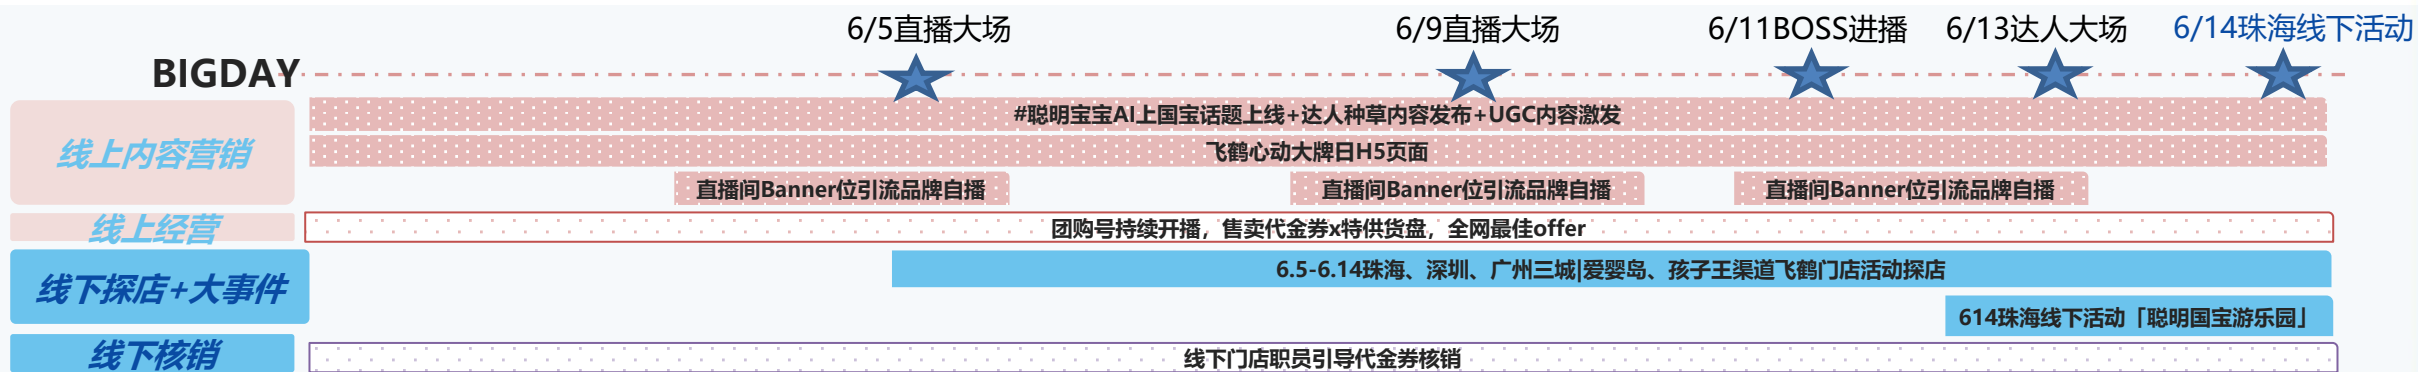 6/5直播大场
6/9直播大场
6/11BOSS进播
6/13达人大场
6/14珠海线下活动
BIGDAY
线上内容营销
#聪明宝宝AI上国宝话题上线+达人种草内容发布+UGC内容激发
飞鹤心动大牌日H5页面
直播间Banner位引流品牌自播
直播间Banner位引流品牌自播
直播间Banner位引流品牌自播
线上经营
团购号持续开播，售卖代金券x特供货盘，全网最佳offer
线下探店+大事件
6.5-6.14珠海、深圳、广州三城|爱婴岛、孩子王渠道飞鹤门店活动探店
614珠海线下活动「聪明国宝游乐园」
线下核销
线下门店职员引导代金券核销